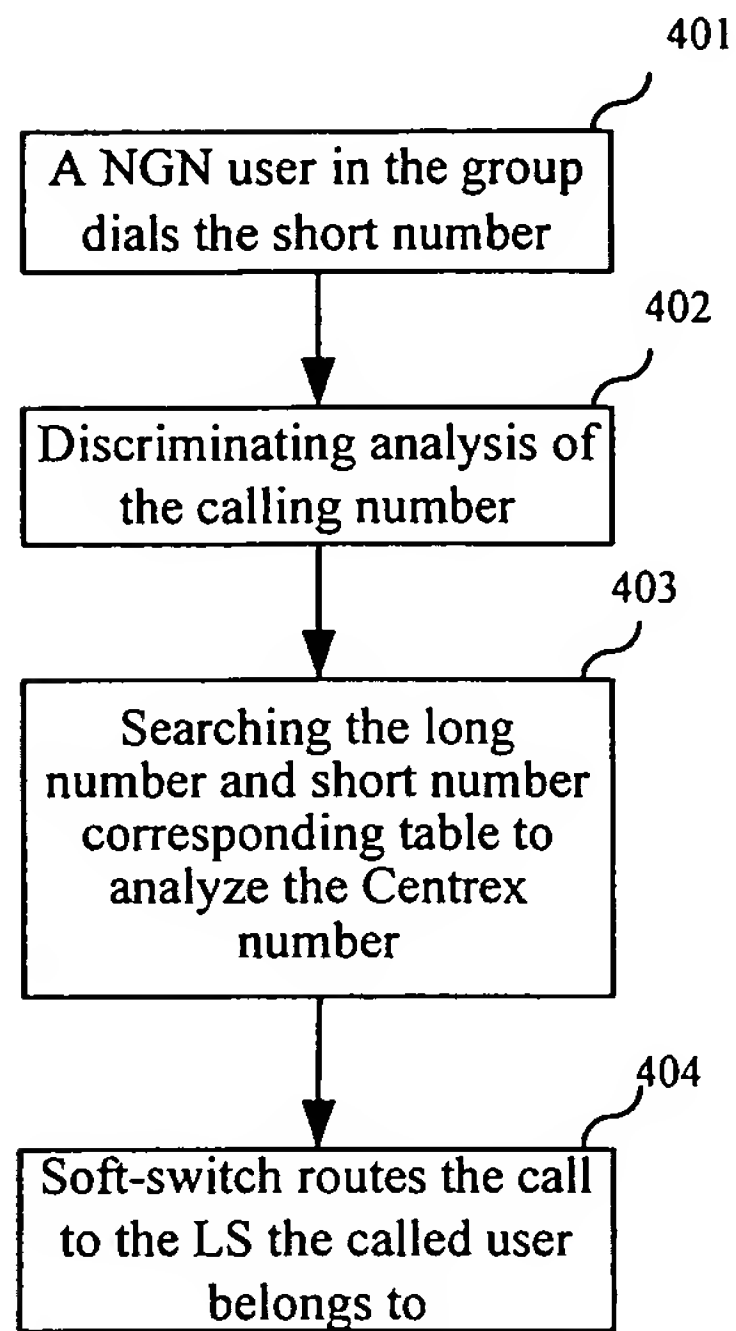 401
A NGN user in the group
dials the short number
402
Discriminating analysis of
the calling number
403
Searching the long
number and short number
corresponding table to
analyze the Centrex
number
404
Soft-switch routes the call
to the LS the called user
belongs to